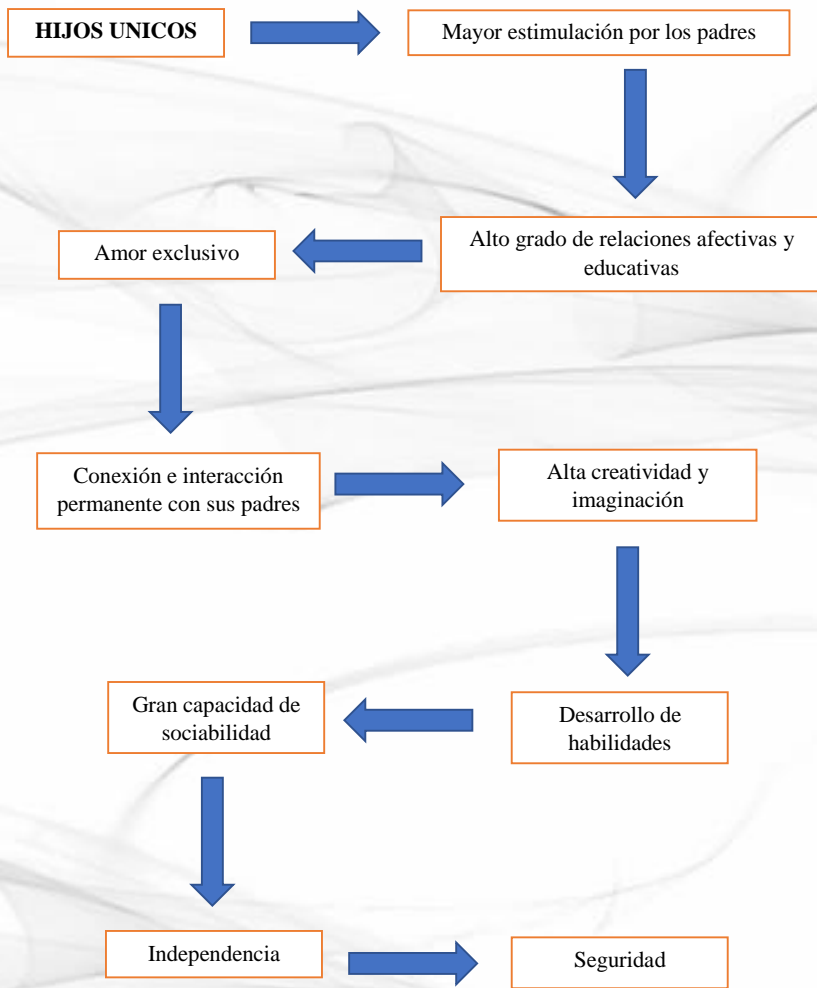 HIJOS UNICOS
Mayor estimulación por los padres
Alto grado de relaciones afectivas y
educativas
Amor exclusivo
Conexión e interacción
permanente con sus padres
Alta creatividad y
imaginación
Desarrollo de
habilidades
Gran capacidad de
sociabilidad
Independencia
Seguridad